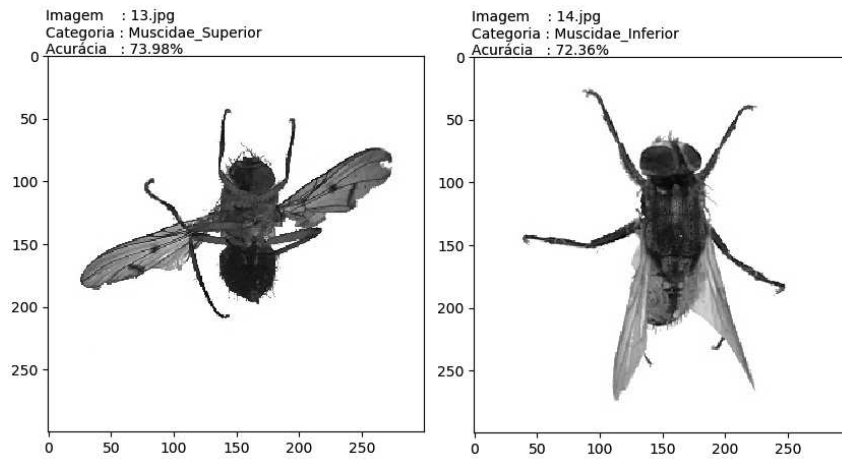 Imagem    : 13.jpg
Categoria : Muscidae_Superior
Acurácia   : 73.98%
0
50
100
150
200
250
0 50 100 150 200 250
Imagem    : 14.jpg
Categoria : Muscidae_Inferior
Acurácia   : 72.36%
0
50
100
150
200
250
0 50 100 150 200 250